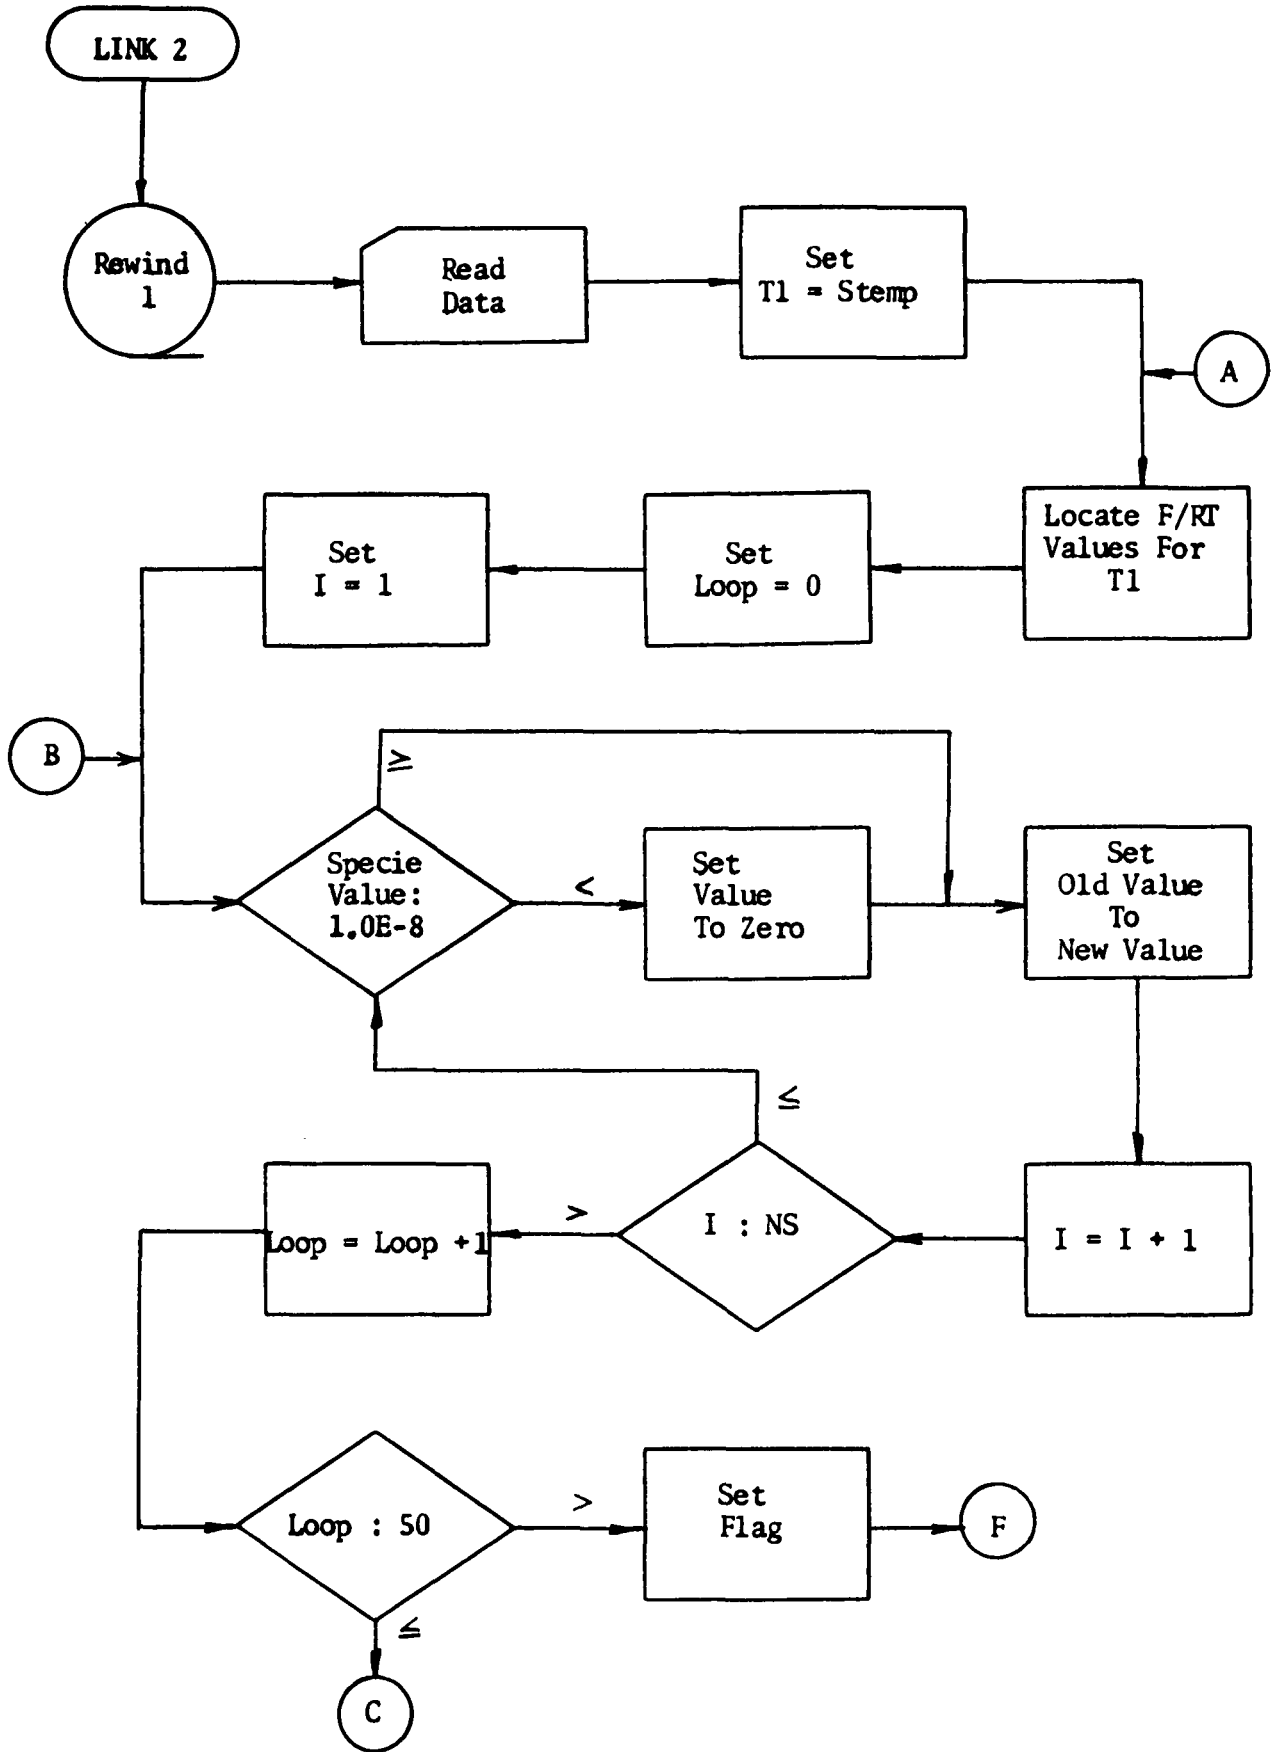 LINK 2
Rewind
1
Read
Data
Set
T1 = Stemp
A
Locate F/RT
Values For
T1
Set
Loop = 0
Set
I = 1
B
≥
Specie
Value:
1.0E-8
<
Set
Value
To Zero
Set
Old Value
To
New Value
≤
I = I + 1
I : NS
>
Loop = Loop +1
Loop : 50
>
Set
Flag
F
≤
C